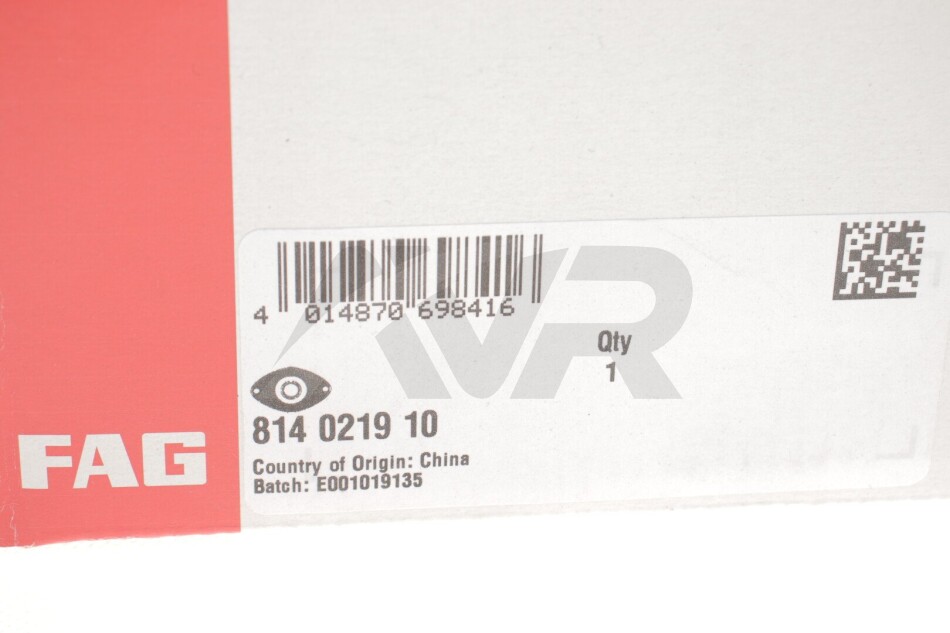 4 014870 698416
Qty
1
814 0219 10
Country of Origin: China
Batch: E001019135
FAG